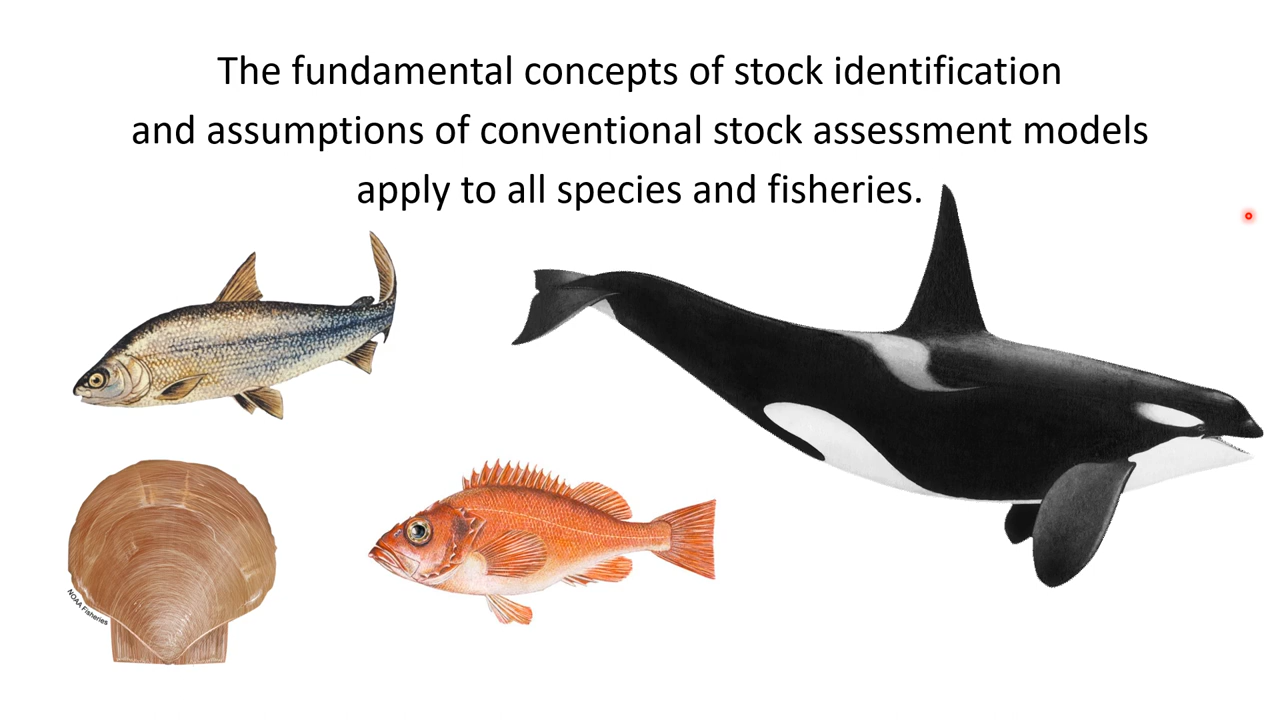 The fundamental concepts of stock identification
and assumptions of conventional stock assessment models
apply to all species and fisheries.
NOAA Fisheries